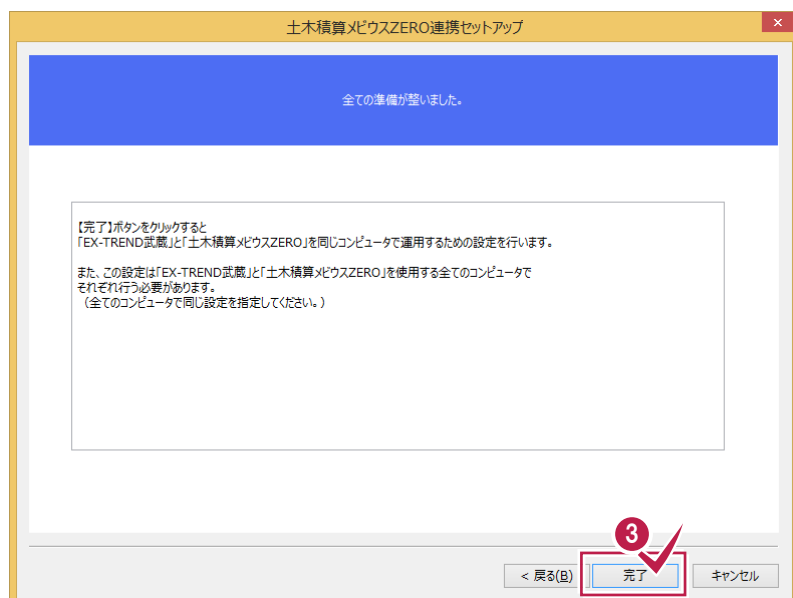 土木積算メビウスZERO連携セットアップ
全ての準備が整いました。
【完了】ボタンをクリックすると
「EX-TREND武蔵」と「土木積算メビウスZERO」を同じコンピュータで運用するための設定を行います。
また、この設定は「EX-TREND武蔵」と「土木積算メビウスZERO」を使用する全てのコンピュータで
それぞれ行う必要があります。
（全てのコンピュータで同じ設定を指定してください。）
3
< 戻る(B)
完了
キャンセル